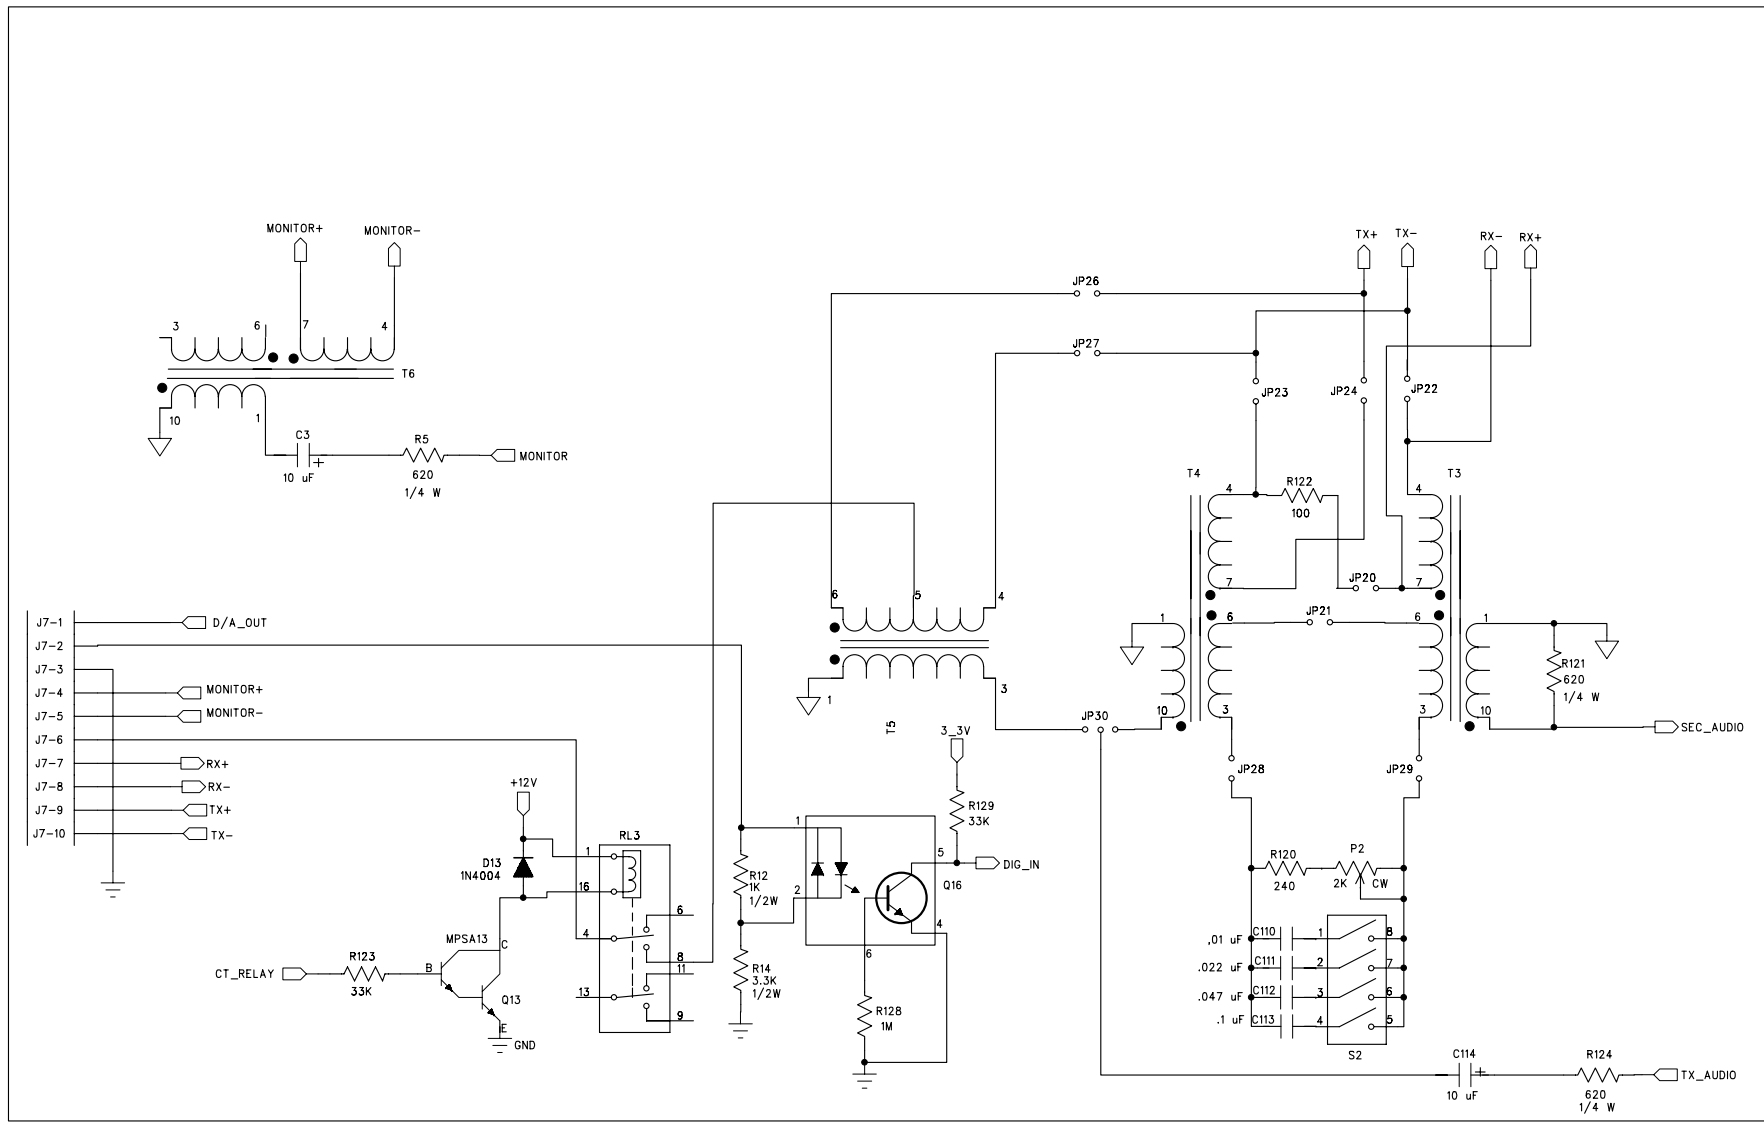 MONITOR+
MONITOR-
3
6
7
4
T6
10
1
C3
10 uF
+
R5
620
1/4 W
MONITOR
TX+
TX-
RX-
RX+
JP26
JP27
JP23
JP24
JP22
T4
T3
4
R122
100
4
7
JP20
7
6
5
4
1
3
T5
1
6
JP21
6
1
R121
620
1/4 W
10
3
3
10
JP30
SEC_AUDIO
JP28
JP29
J7-1
D/A_OUT
J7-2
J7-3
J7-4
MONITOR+
J7-5
MONITOR-
J7-6
J7-7
RX+
J7-8
RX-
J7-9
TX+
J7-10
TX-
+12V
D13
1N4004
RL3
1
16
6
4
8
11
13
9
MPSA13
C
B
Q13
E
GND
CT_RELAY
R123
33K
R12
1K
1/2W
R14
3.3K
1/2W
3_3V
R129
33K
1
2
5
DIG_IN
Q16
4
6
R128
1M
R120
240
P2
2K
CW
,01 uF
C110
1
8
.022 uF
C111
2
7
.047 uF
C112
3
6
.1 uF
C113
4
5
S2
C114
+
10 uF
R124
620
1/4 W
TX_AUDIO